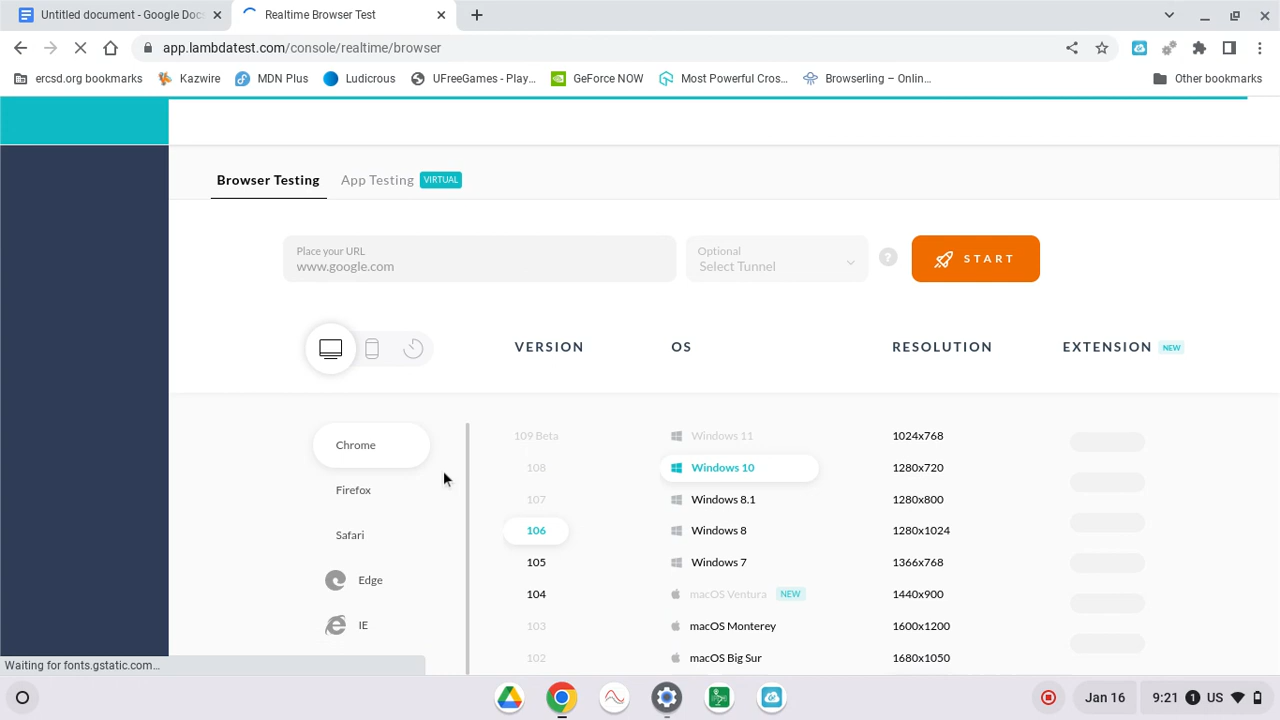 Untitled document - Google Docs
Realtime Browser Test
app.lambdatest.com/console/realtime/browser
ercsd.org bookmarks
Kazwire
MDN Plus
Ludicrous
UFreeGames - Play...
GeForce NOW
Most Powerful Cros...
Browserling – Onlin...
Other bookmarks
Browser Testing
App Testing VIRTUAL
Place your URL
www.google.com
Optional
Select Tunnel
?
START
VERSION
OS
RESOLUTION
EXTENSION NEW
Chrome
Firefox
Safari
Edge
IE
109 Beta
108
107
106
105
104
103
102
Windows 11
Windows 10
Windows 8.1
Windows 8
Windows 7
macOS Ventura NEW
macOS Monterey
macOS Big Sur
1024x768
1280x720
1280x800
1280x1024
1366x768
1440x900
1600x1200
1680x1050
Waiting for fonts.gstatic.com...
Jan 16
9:21 1 US